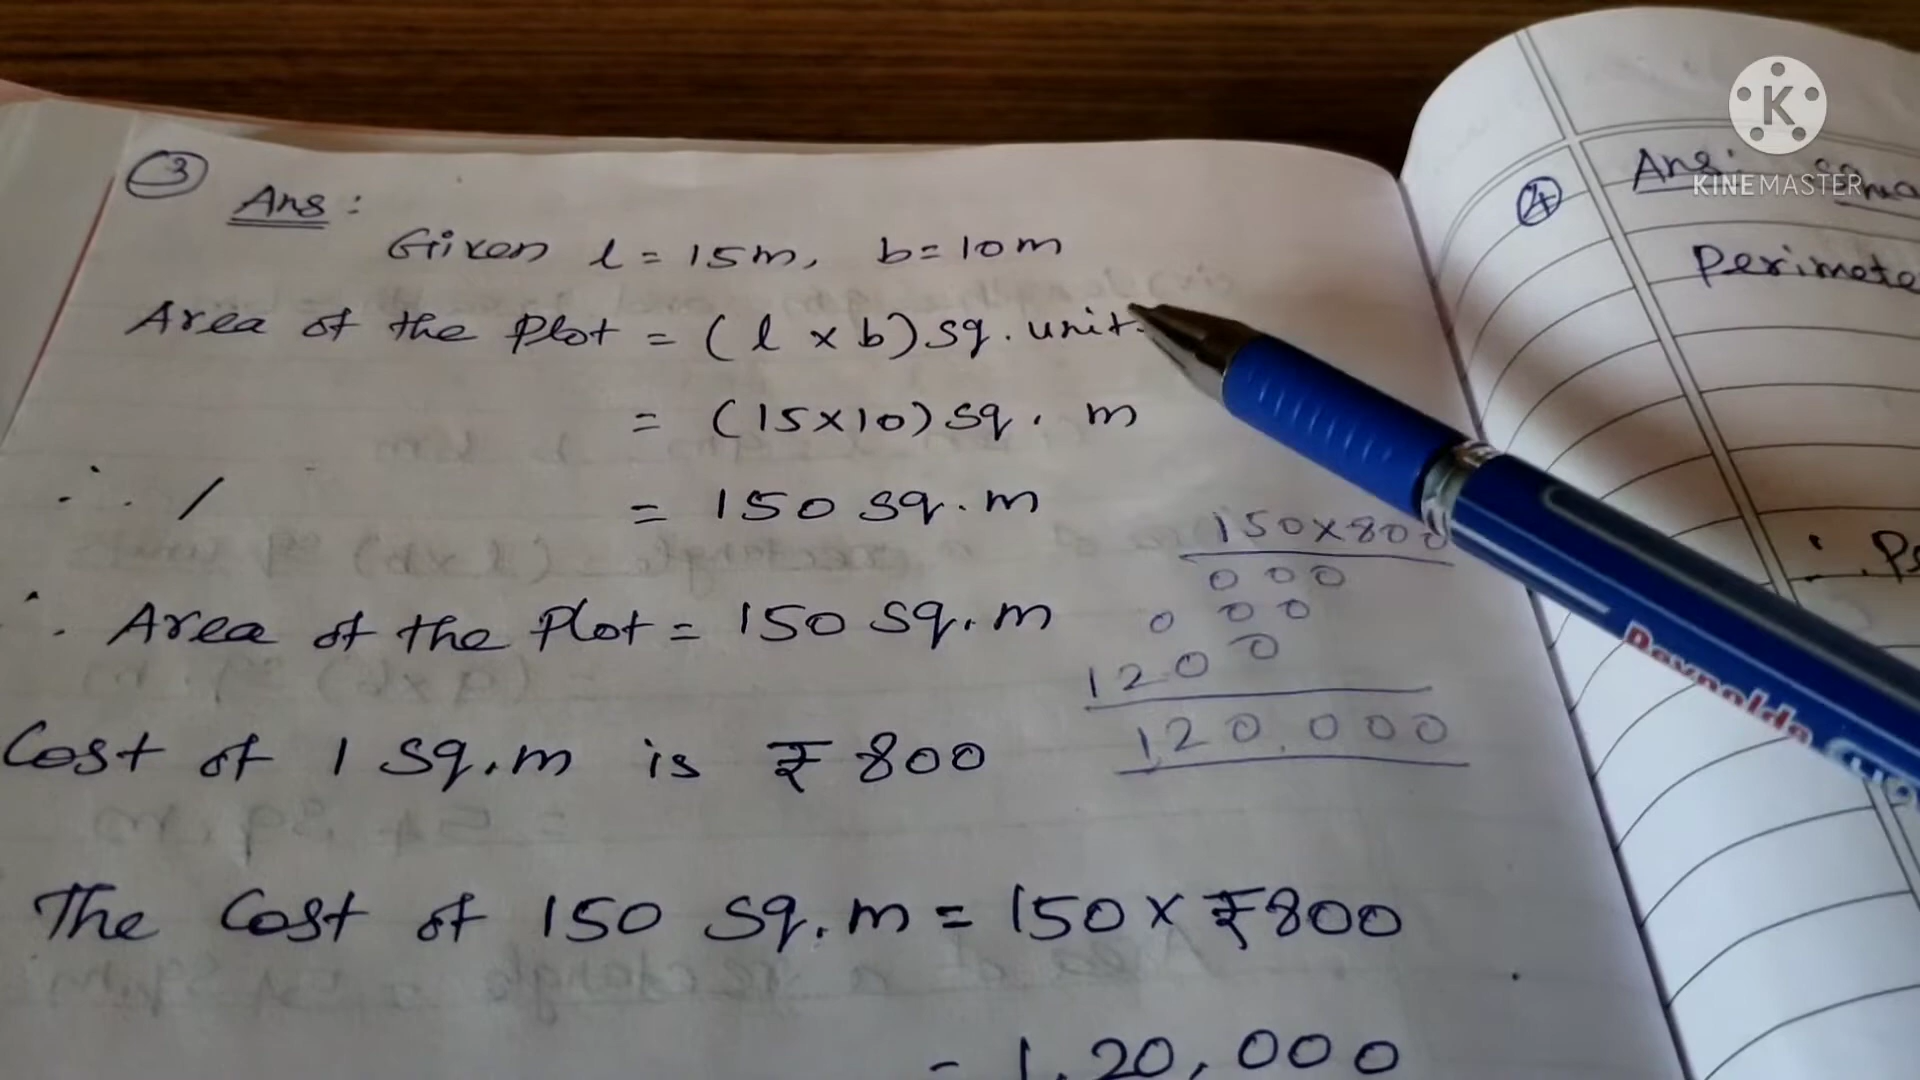 ③ Ans:
Given l = 15m, b=10m
Area of the Plot = (l × b) sq. unit.
= (15×10) sq. m
∴ /
= 150 sq.m
∴ Area of the Plot = 150 sq.m
Cost of 1 sq.m is ₹ 800
The Cost of 150 sq.m = 150 × ₹800
= 1,20,000
150×800
000
000
1200
120,000
④ Ans:
Perimete
∴ Pe
Reynolds
K
KINEMASTER